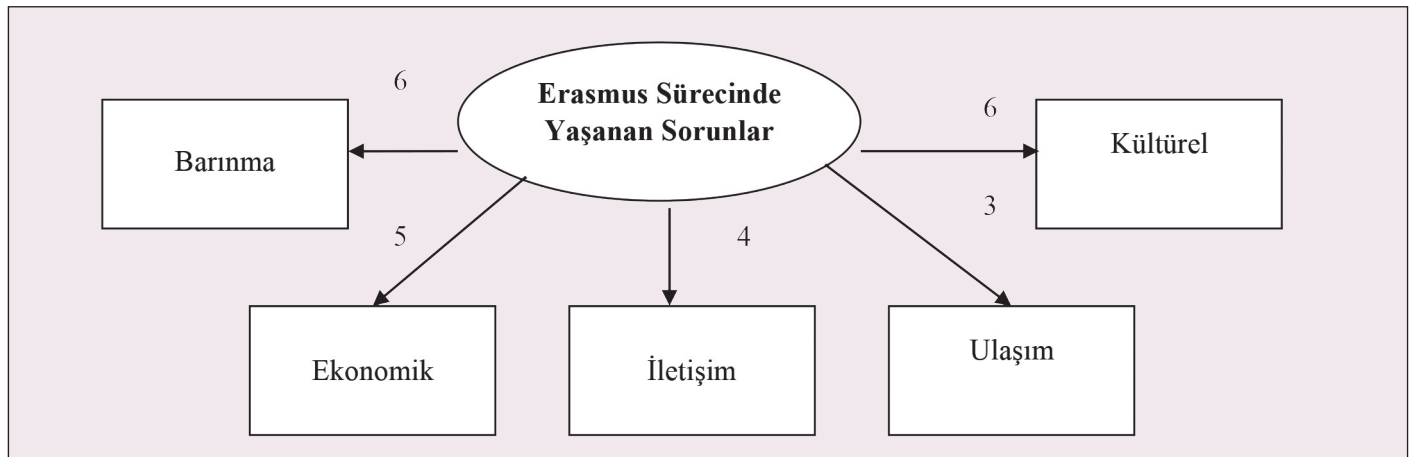 Erasmus Sürecinde
Yaşanan Sorunlar
6
6
Barınma
Kültürel
5
4
3
Ekonomik
İletişim
Ulaşım